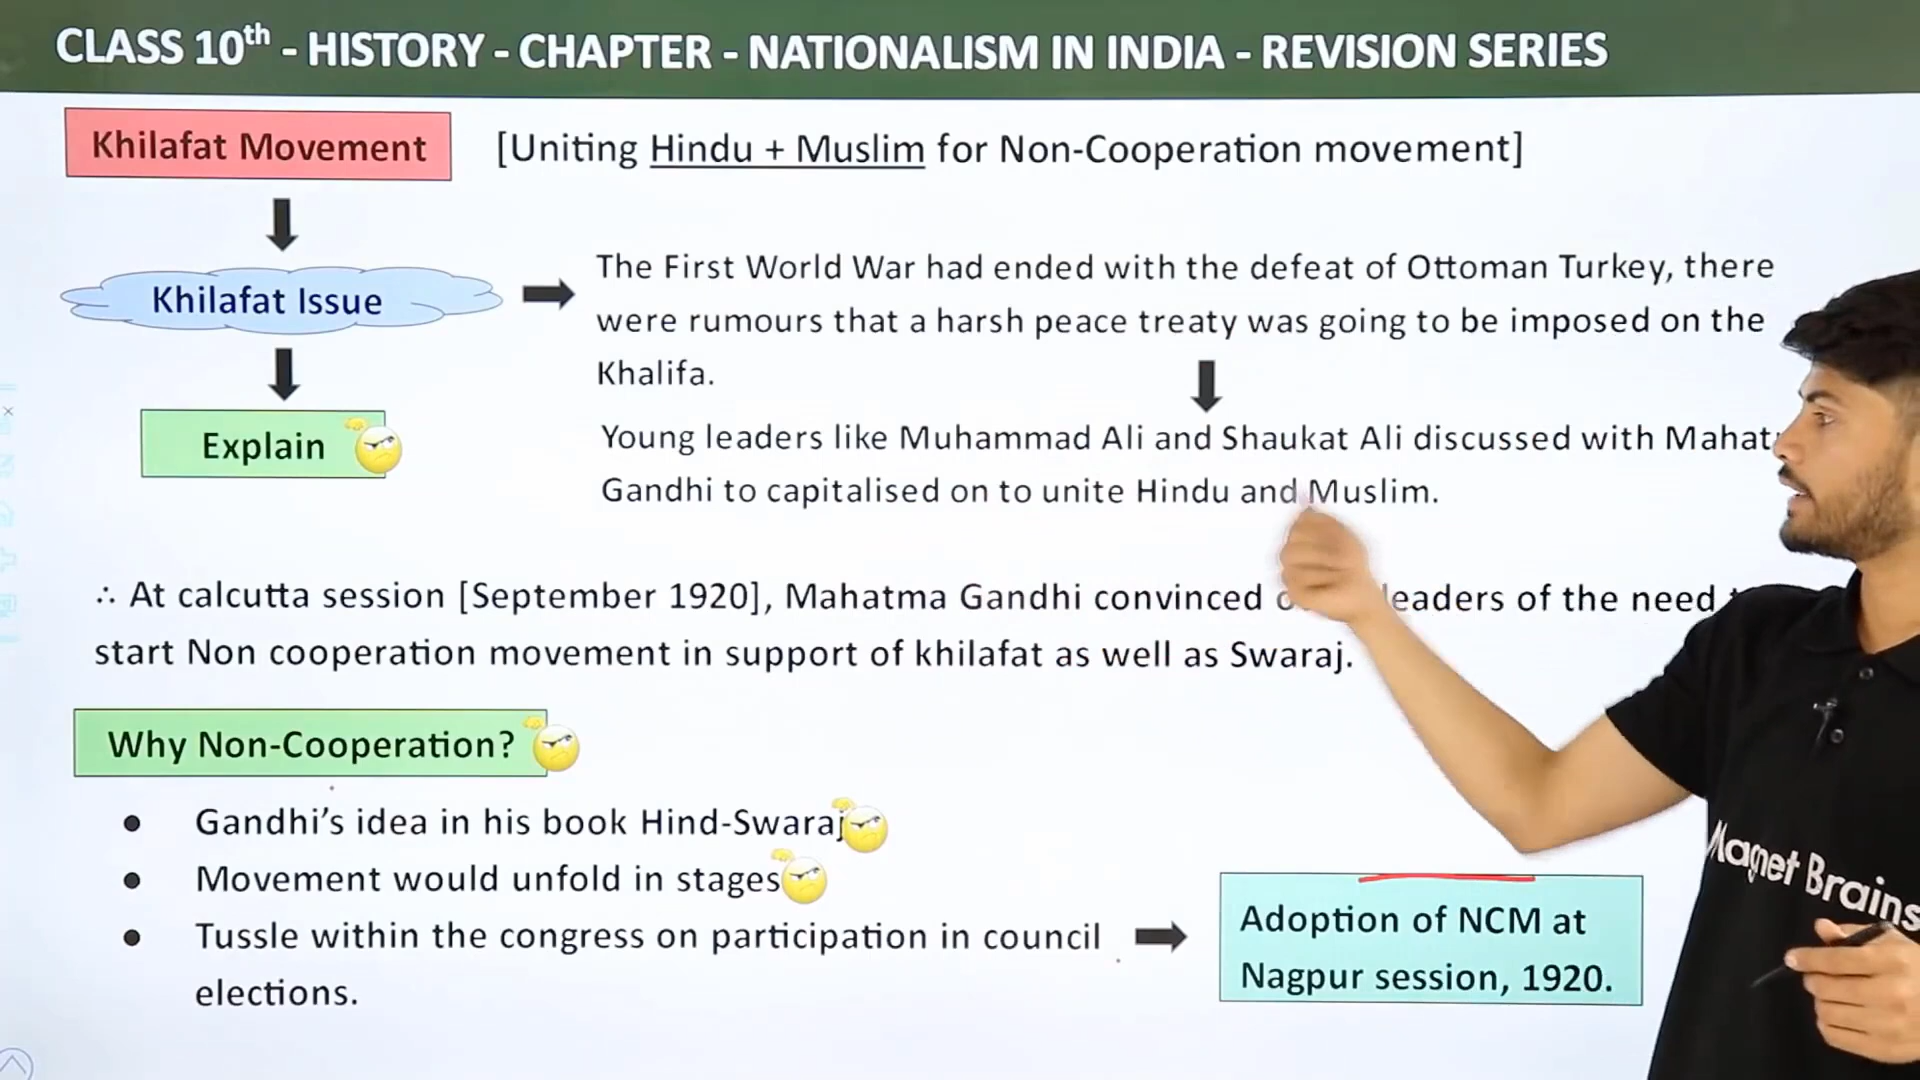 CLASS 10th - HISTORY - CHAPTER - NATIONALISM IN INDIA - REVISION SERIES
Khilafat Movement
[Uniting Hindu + Muslim for Non-Cooperation movement]
Khilafat Issue
The First World War had ended with the defeat of Ottoman Turkey, there
were rumours that a harsh peace treaty was going to be imposed on the
Khalifa.
Explain
Young leaders like Muhammad Ali and Shaukat Ali discussed with
Gandhi to capitalised on to unite Hindu and Muslim.
∴ At calcutta session [September 1920], Mahatma Gandhi convinced leaders of the need
start Non cooperation movement in support of khilafat as well as Swaraj.
Why Non-Cooperation?
● Gandhi's idea in his book Hind-Swaraj
● Movement would unfold in stages
● Tussle within the congress on participation in council
elections.
Adoption of NCM at
Nagpur session, 1920.
Magnet Brains